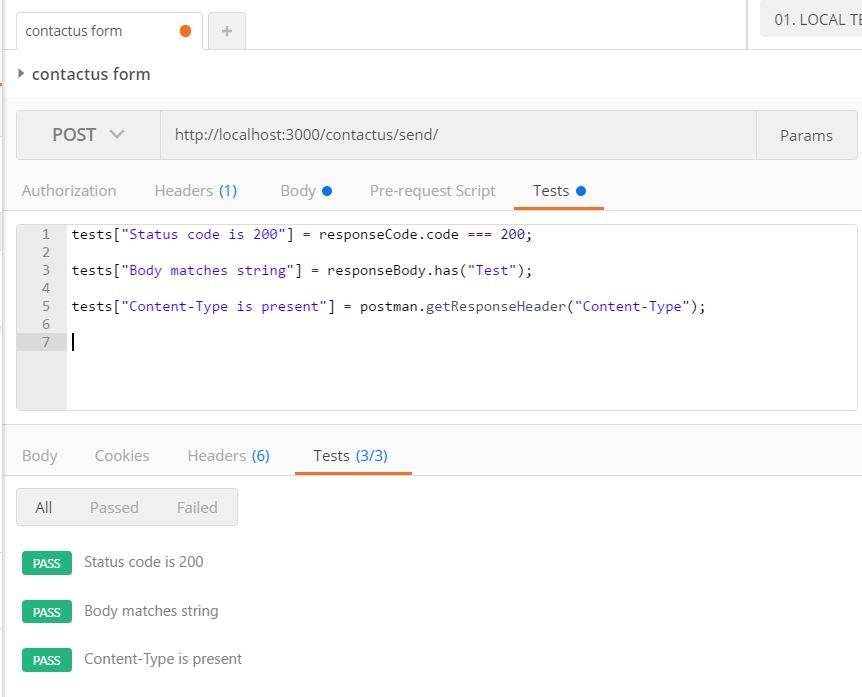 contactus form
+
01. LOCAL TE
contactus form
POST
http://localhost:3000/contactus/send/
Params
Authorization
Headers (1)
Body
Pre-request Script
Tests
1 tests["Status code is 200"] = responseCode.code === 200;
2
3 tests["Body matches string"] = responseBody.has("Test");
4
5 tests["Content-Type is present"] = postman.getResponseHeader("Content-Type");
6
7
Body
Cookies
Headers (6)
Tests (3/3)
All
Passed
Failed
PASS Status code is 200
PASS Body matches string
PASS Content-Type is present